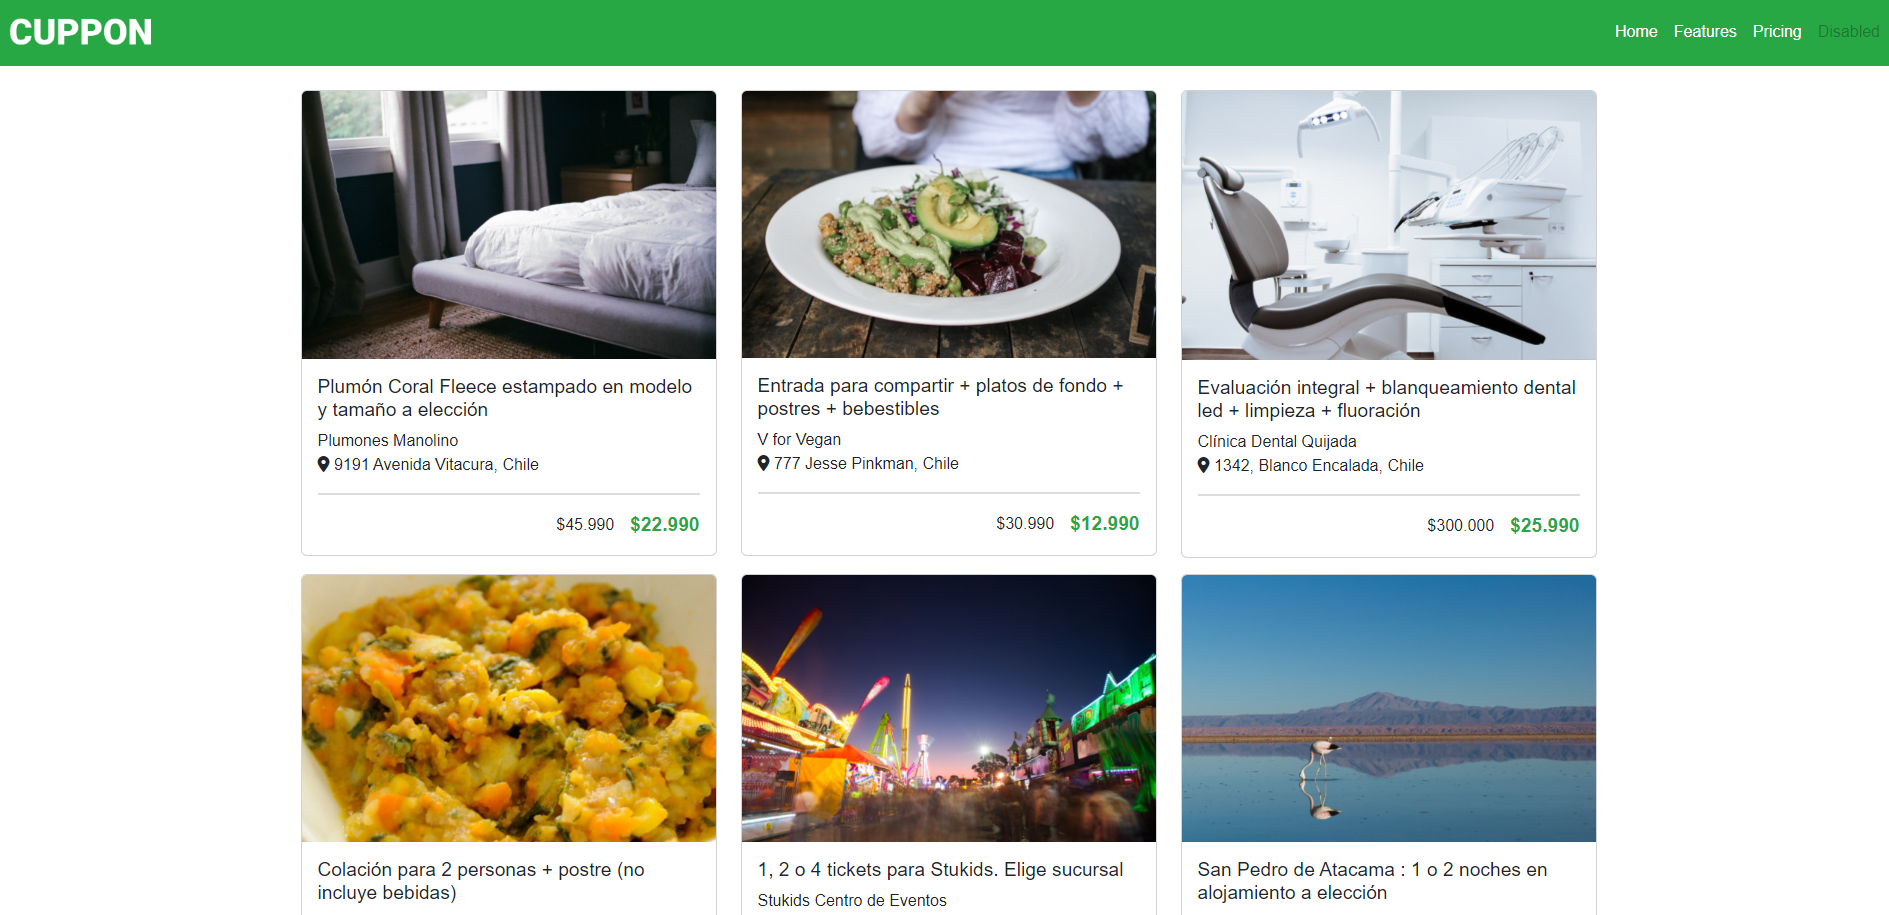 CUPPON
Home Features Pricing Disabled
Plumón Coral Fleece estampado en modelo
y tamaño a elección
Plumones Manolino
9191 Avenida Vitacura, Chile
$45.990 $22.990
Entrada para compartir + platos de fondo +
postres + bebestibles
V for Vegan
777 Jesse Pinkman, Chile
$30.990 $12.990
Evaluación integral + blanqueamiento dental
led + limpieza + fluoración
Clínica Dental Quijada
1342, Blanco Encalada, Chile
$300.000 $25.990
Colación para 2 personas + postre (no
incluye bebidas)
1, 2 o 4 tickets para Stukids. Elige sucursal
Stukids Centro de Eventos
San Pedro de Atacama : 1 o 2 noches en
alojamiento a elección